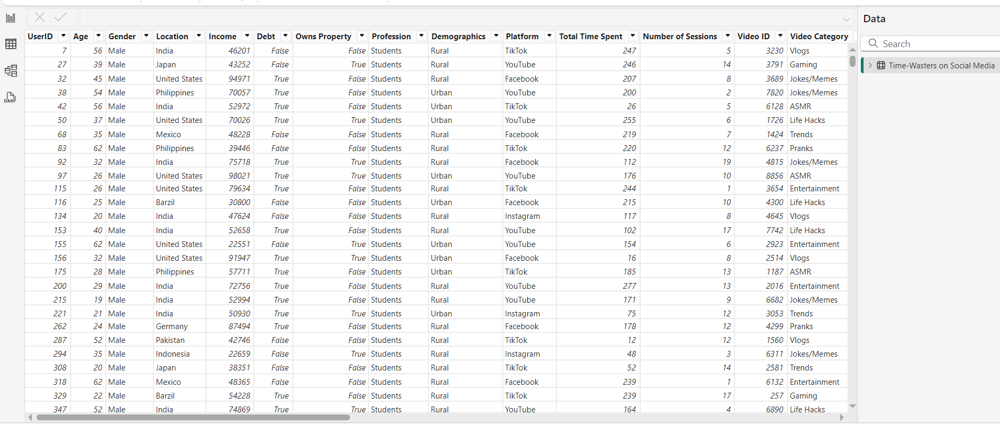 Data
UserID Age Gender Location Income Debt Owns Property Profession Demographics Platform Total Time Spent Number of Sessions Video ID Video Category
Search
7 56 Male India 46201 False False Students Rural TikTok 247 5 3230 Vlogs
Time-Wasters on Social Media
27 39 Male Japan 43252 False True Students Rural YouTube 246 14 3791 Gaming
32 45 Male United States 94971 True False Students Rural Facebook 207 8 3689 Jokes/Memes
38 54 Male Philippines 70057 True False Students Urban YouTube 200 2 7820 Jokes/Memes
DAX
42 56 Male India 52972 True False Students Urban TikTok 26 5 6128 ASMR
50 37 Male United States 70026 True True Students Urban YouTube 255 6 1726 Life Hacks
68 35 Male Mexico 48228 False False Students Rural Facebook 219 7 1424 Trends
83 62 Male Philippines 39446 False False Students Rural TikTok 220 12 6237 Pranks
92 32 Male India 75718 True True Students Rural Facebook 112 19 4815 Jokes/Memes
97 26 Male United States 98021 True True Students Urban YouTube 176 10 8856 ASMR
115 26 Male United States 79634 True False Students Rural TikTok 244 1 3654 Entertainment
116 25 Male Barzil 30800 False False Students Urban Facebook 215 10 4300 Life Hacks
134 20 Male India 47624 False False Students Rural Instagram 117 8 4645 Vlogs
153 40 Male India 52658 True False Students Rural YouTube 102 17 7742 Life Hacks
155 62 Male United States 22551 False True Students Urban YouTube 154 6 2923 Entertainment
156 32 Male United States 91947 True True Students Urban Facebook 16 8 2514 Vlogs
175 28 Male Philippines 57711 True False Students Urban TikTok 185 13 1187 ASMR
200 29 Male India 72756 True False Students Rural YouTube 277 13 2016 Entertainment
215 19 Male India 52994 True False Students Rural YouTube 171 9 6682 Jokes/Memes
221 21 Male India 50930 True True Students Urban Instagram 75 12 3053 Trends
262 24 Male Germany 87494 True False Students Rural Facebook 178 12 4299 Pranks
287 52 Male Pakistan 42746 False False Students Rural TikTok 12 12 1560 Vlogs
294 35 Male Indonesia 22659 False True Students Rural Instagram 48 3 6311 Jokes/Memes
308 20 Male Japan 38351 False False Students Rural TikTok 52 14 2581 Trends
318 62 Male Mexico 48365 False False Students Rural Facebook 239 1 6132 Entertainment
329 22 Male Barzil 54228 True False Students Rural TikTok 239 17 257 Gaming
347 52 Male India 74869 True True Students Rural YouTube 164 4 6890 Life Hacks